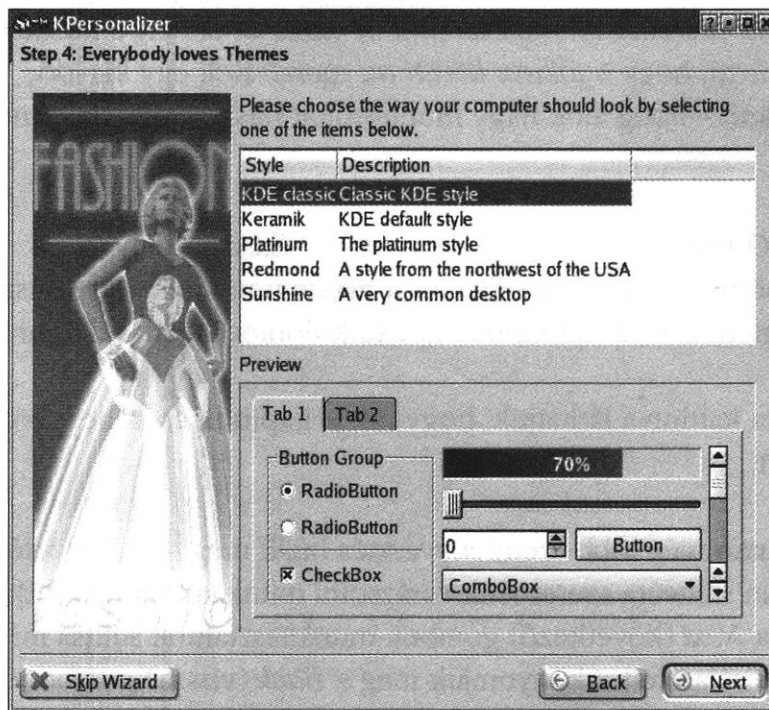 KPersonalizer
Step 4: Everybody loves Themes
FASHION
Please choose the way your computer should look by selecting
one of the items below.
Style Description
KDE classic Classic KDE style
Keramik KDE default style
Platinum The platinum style
Redmond A style from the northwest of the USA
Sunshine A very common desktop
Preview
Tab 1 Tab 2
Button Group
RadioButton
RadioButton
CheckBox
70%
0
Button
ComboBox
Skip Wizard
Back
Next